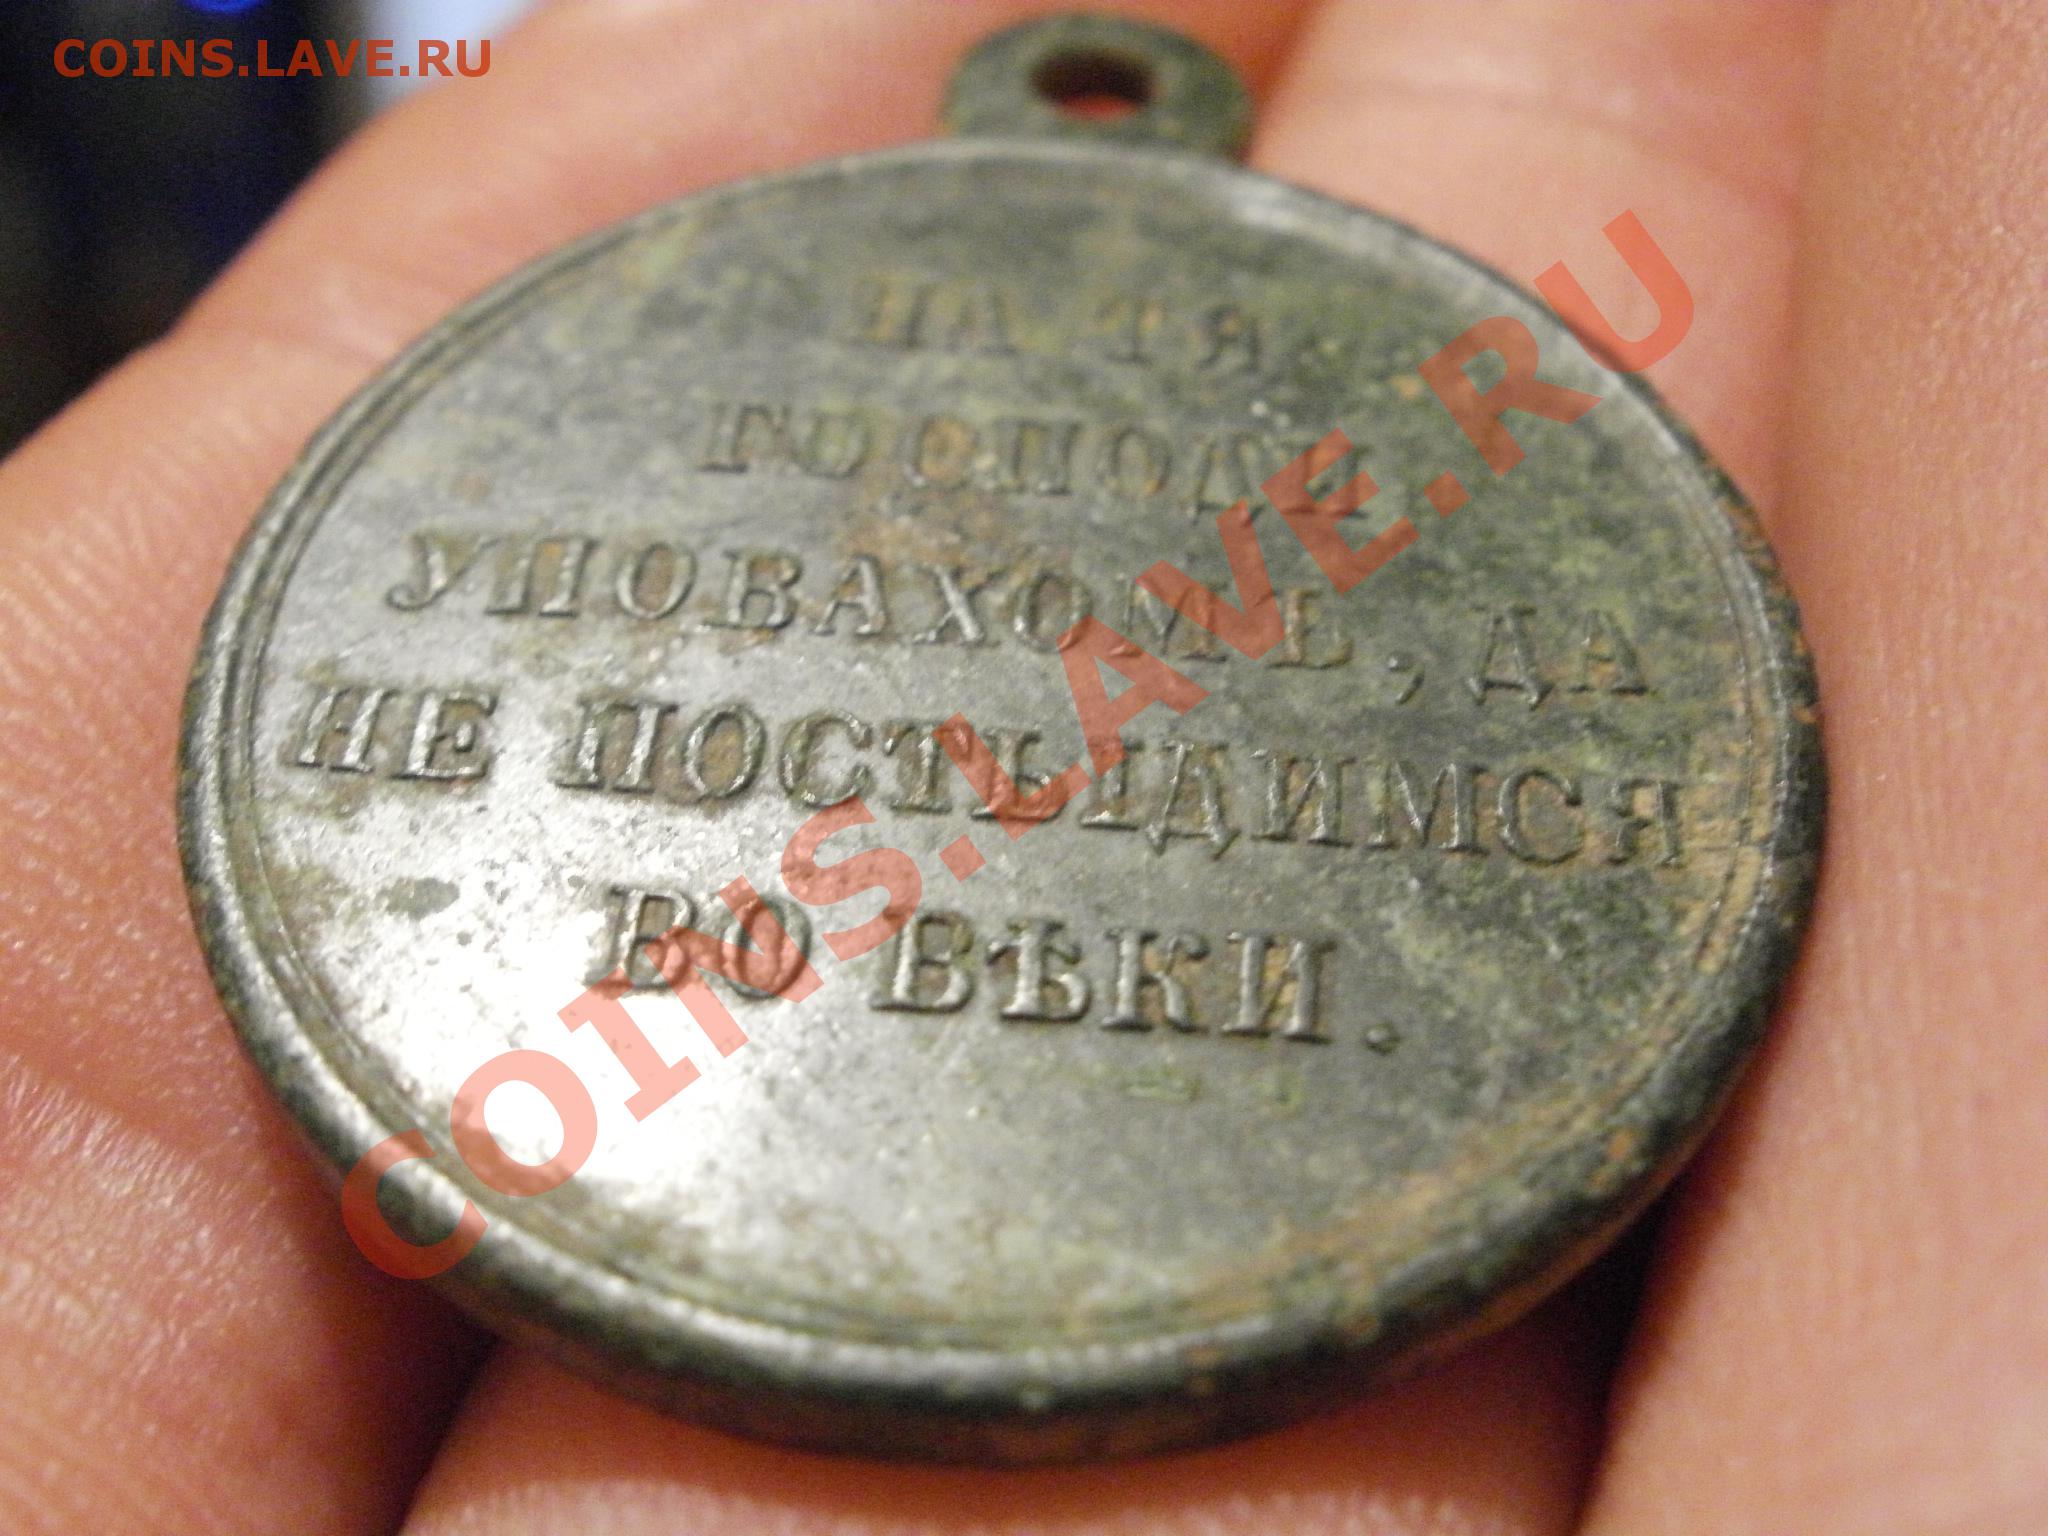 COINS.LAVE.RU
НА ТЯ
ГОСПОДИ
УПОВАХОМЪ, ДА
НЕ ПОСТЫДИМСЯ
ВО ВѢКИ.
COINS.LAVE.RU